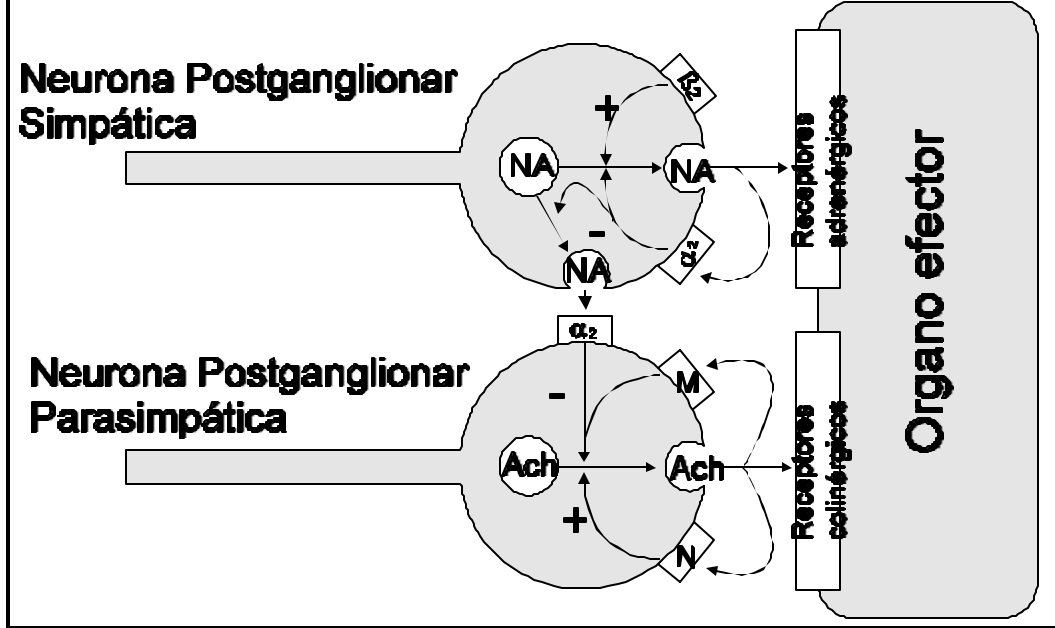 Neurona Postganglionar
Simpática
β₂
+
NA
NA
-
α₂
NA
Receptores
adrenérgicos
Organo efector
α₂
Neurona Postganglionar
Parasimpática
M
-
Ach
Ach
+
N
Receptores
colinérgicos